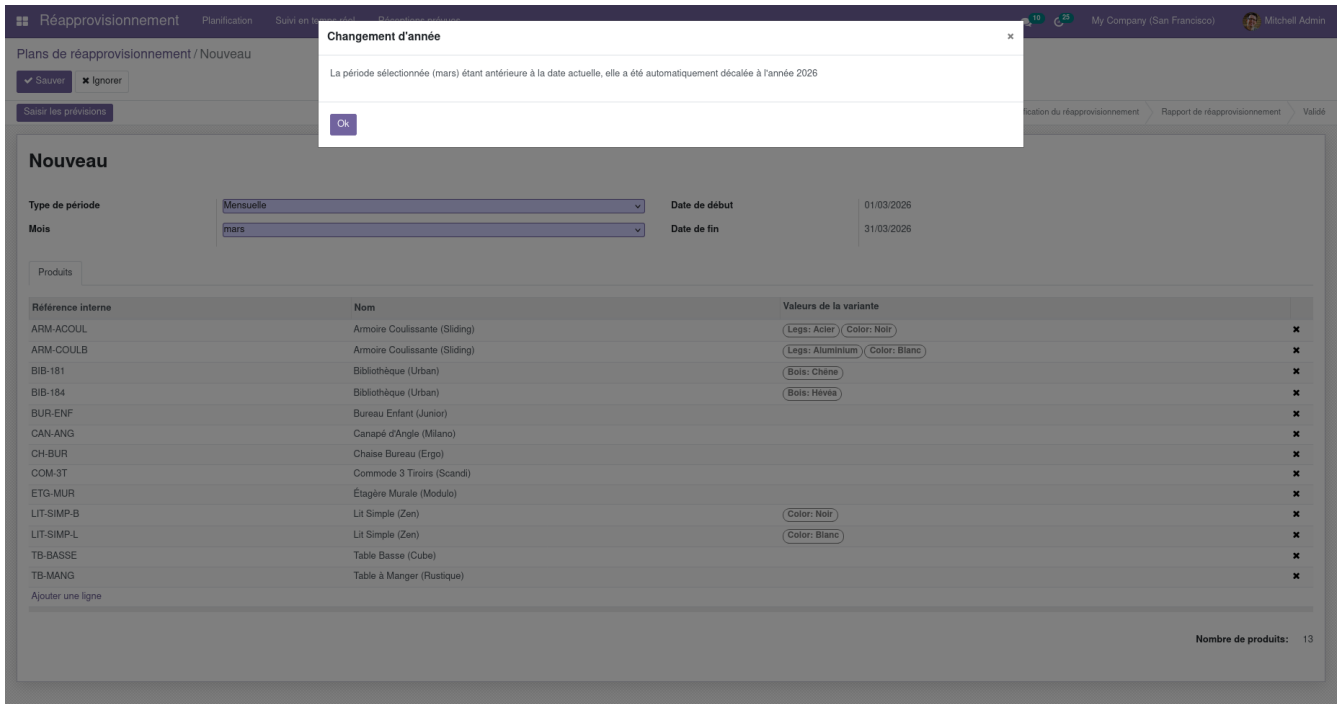 Réapprovisionnement Planification Suivi en temps réel Réceptions prévues 10 25 My Company (San Francisco) Mitchell Admin
Changement d'année ×
Plans de réapprovisionnement / Nouveau
La période sélectionnée (mars) étant antérieure à la date actuelle, elle a été automatiquement décalée à l'année 2026
Sauver Ignorer
Saisir les prévisions Ok fication du réapprovisionnement Rapport de réapprovisionnement Validé
Nouveau
Type de période Mensuelle Date de début 01/03/2026
Mois mars Date de fin 31/03/2026
Produits
Référence interne Nom Valeurs de la variante
ARM-ACOUL Armoire Coulissante (Sliding) Legs: Acier Color: Noir
ARM-COULB Armoire Coulissante (Sliding) Legs: Aluminium Color: Blanc
BIB-181 Bibliothèque (Urban) Bois: Chêne
BIB-184 Bibliothèque (Urban) Bois: Hévéa
BUR-ENF Bureau Enfant (Junior)
CAN-ANG Canapé d'Angle (Milano)
CH-BUR Chaise Bureau (Ergo)
COM-3T Commode 3 Tiroirs (Scandi)
ETG-MUR Étagère Murale (Modulo)
LIT-SIMP-B Lit Simple (Zen) Color: Noir
LIT-SIMP-L Lit Simple (Zen) Color: Blanc
TB-BASSE Table Basse (Cube)
TB-MANG Table à Manger (Rustique)
Ajouter une ligne
Nombre de produits: 13